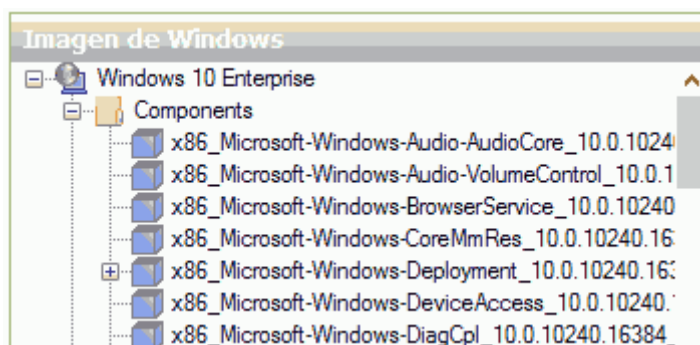 Imagen de Windows
Windows 10 Enterprise
Components
x86_Microsoft-Windows-Audio-AudioCore_10.0.1024
x86_Microsoft-Windows-Audio-VolumeControl_10.0.1
x86_Microsoft-Windows-BrowserService_10.0.10240
x86_Microsoft-Windows-CoreMmRes_10.0.10240.16
x86_Microsoft-Windows-Deployment_10.0.10240.16
x86_Microsoft-Windows-DeviceAccess_10.0.10240.
x86_Microsoft-Windows-DiagCpl_10.0.10240.16384_